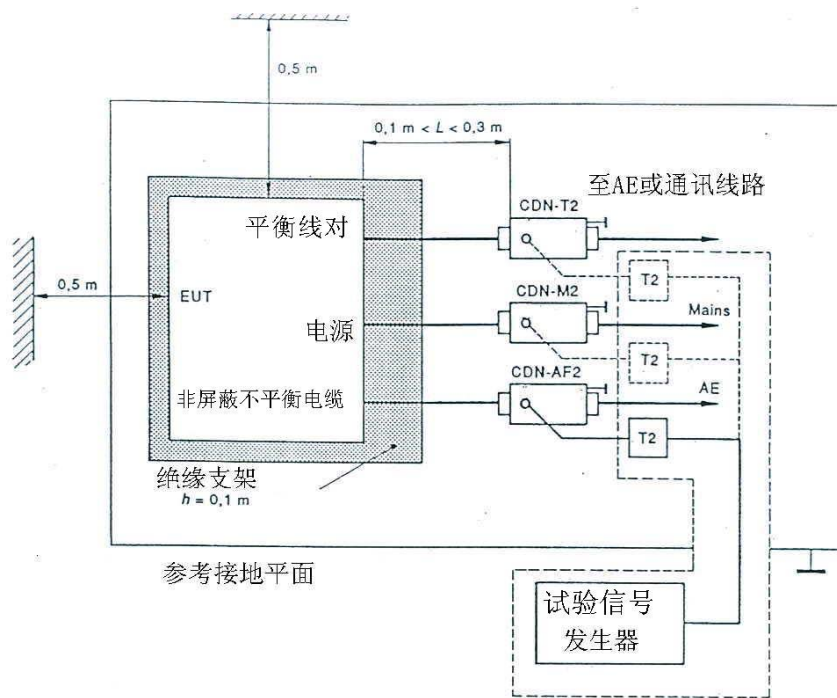 0,5 m
0,1 m < L < 0,3 m
至AE或通讯线路
CDN-T2
平衡线对
T2
0,5 m
EUT
CDN-M2
Mains
电源
T2
CDN-AF2
AE
非屏蔽不平衡电缆
T2
绝缘支架
h = 0,1 m
参考接地平面
试验信号
发生器